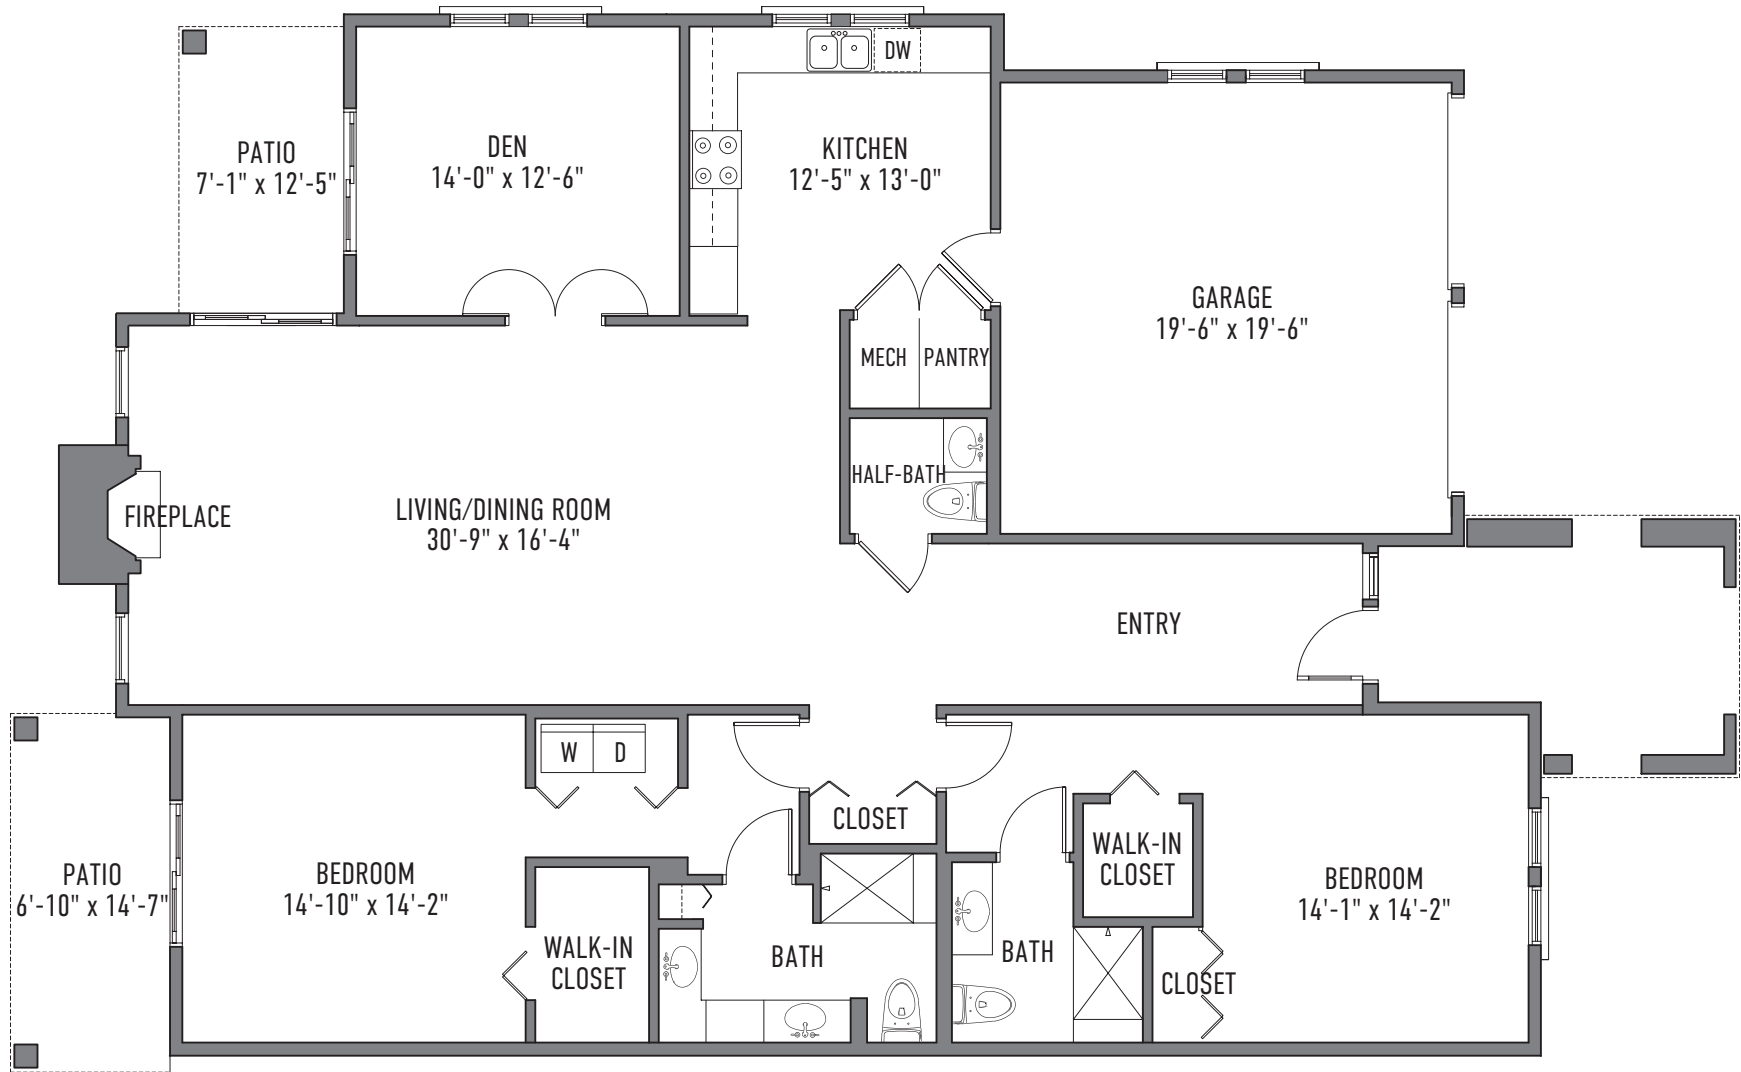 DW
PATIO
7'-1" x 12'-5"
DEN
14'-0" x 12'-6"
KITCHEN
12'-5" x 13'-0"
GARAGE
19'-6" x 19'-6"
MECH
PANTRY
HALF-BATH
FIREPLACE
LIVING/DINING ROOM
30'-9" x 16'-4"
ENTRY
W
D
CLOSET
PATIO
6'-10" x 14'-7"
BEDROOM
14'-10" x 14'-2"
WALK-IN
CLOSET
BATH
BATH
WALK-IN
CLOSET
CLOSET
BEDROOM
14'-1" x 14'-2"